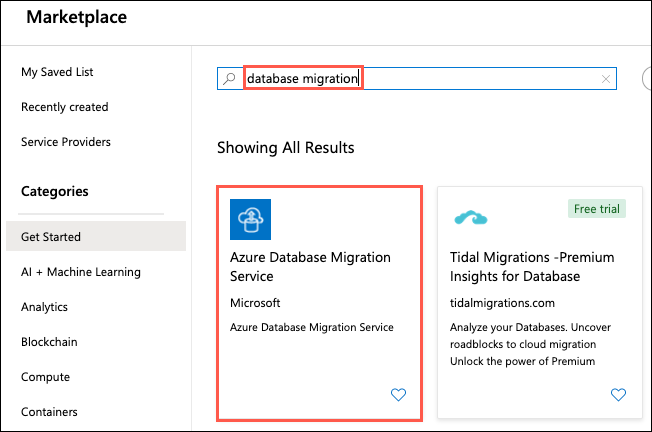 Marketplace
My Saved List
Recently created
Service Providers
Categories
Get Started
AI + Machine Learning
Analytics
Blockchain
Compute
Containers
database migration
Showing All Results
Azure Database Migration
Service
Microsoft
Azure Database Migration Service
Free trial
Tidal Migrations -Premium
Insights for Database
tidalmigrations.com
Analyze your Databases. Uncover
roadblocks to cloud migration
Unlock the power of Premium